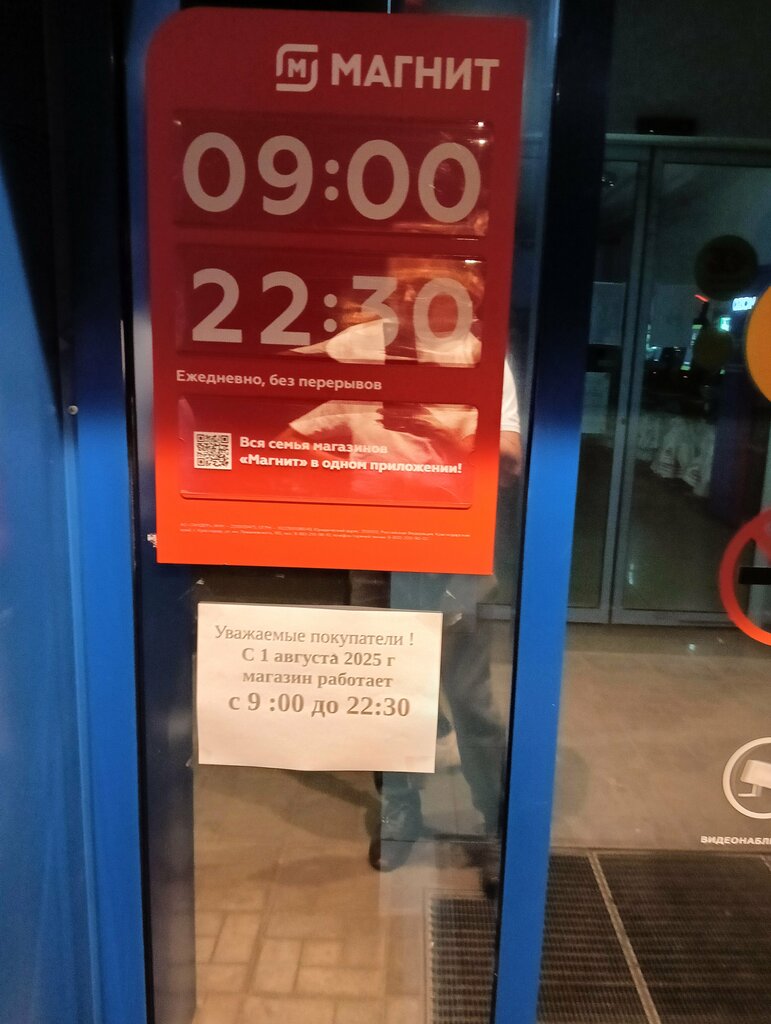 МАГНИТ
09:00
22:30
Ежедневно, без перерывов
Вся семья магазинов
«Магнит» в одном приложении!
Уважаемые покупатели !
С 1 августа 2025 г
магазин работает
с 9 :00 до 22:30